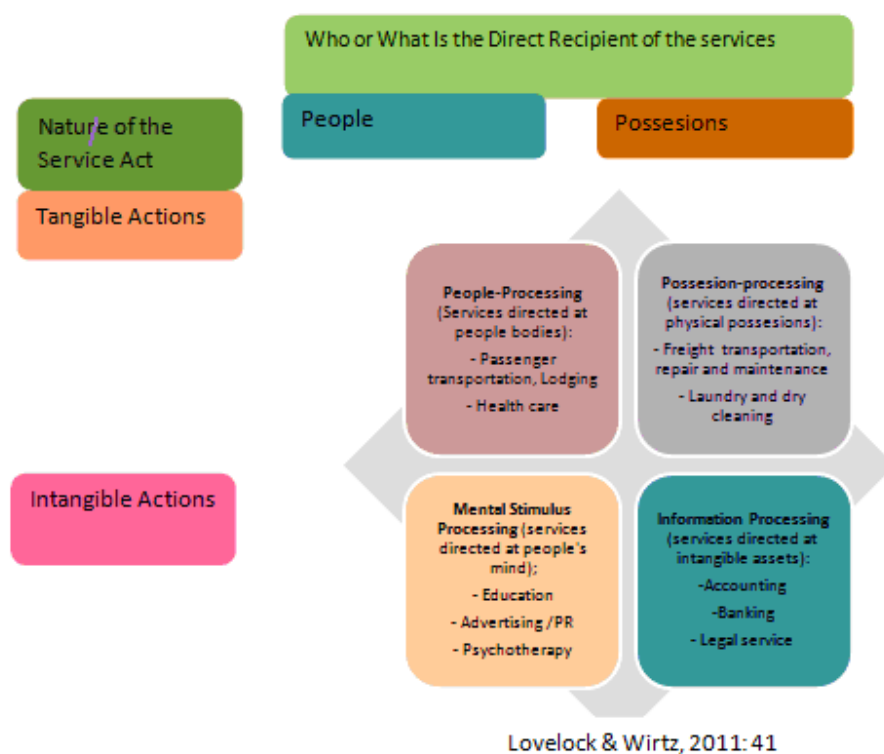 Who or What Is the Direct Recipient of the services
People
Possesions
Nature of the
Service Act
Tangible Actions
People-Processing
(Services directed at
people bodies):
- Passenger
transportation, Lodging
- Health care
Possesion-processing
(services directed at
physical possesions):
- Freight transportation,
repair and maintenance
- Laundry and dry
cleaning
Intangible Actions
Mental Stimulus
Processing (services
directed at people's
mind);
- Education
- Advertising /PR
- Psychotherapy
Information Processing
(services directed at
intangible assets):
-Accounting
-Banking
- Legal service
Lovelock & Wirtz, 2011: 41